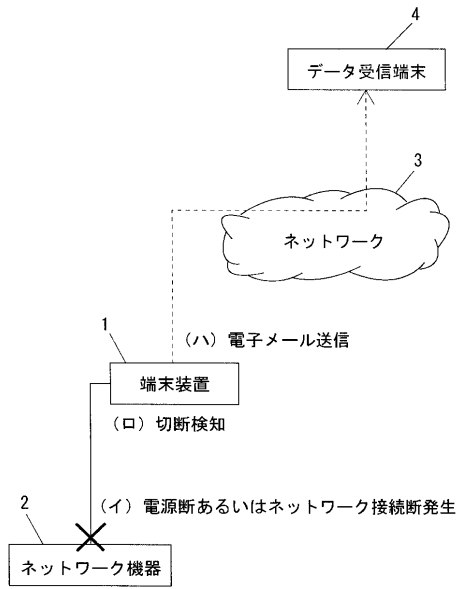 4
データ受信端末
3
ネットワーク
(ハ) 電子メール送信
1
端末装置
(ロ) 切断検知
2
(イ) 電源断あるいはネットワーク接続断発生
ネットワーク機器